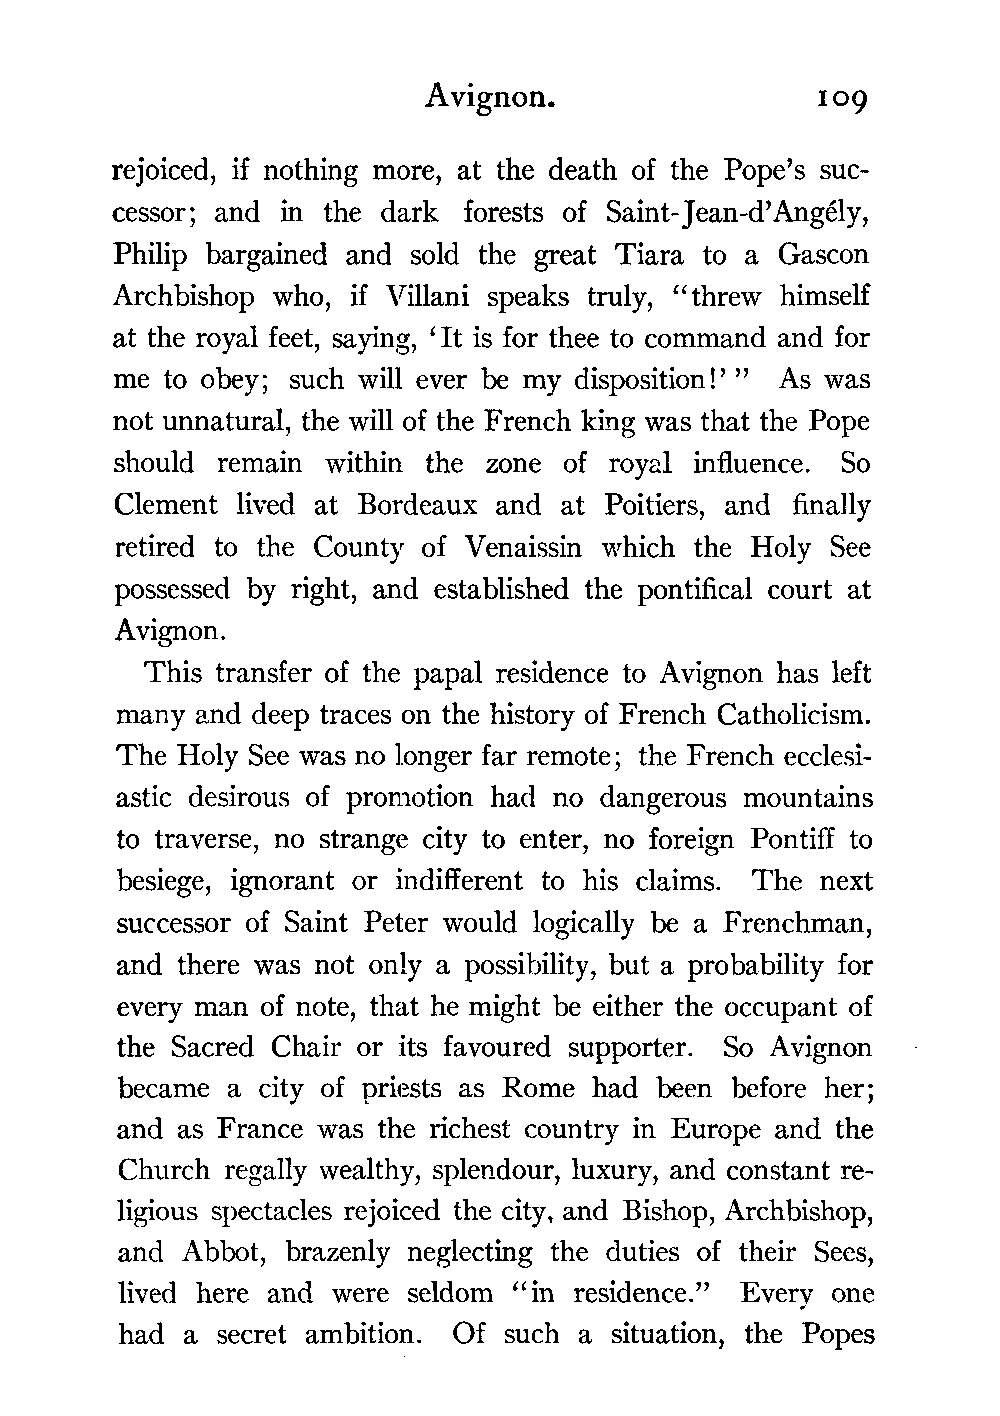 Avignon. 109
rejoiced, if nothing more, at the death of the Pope's suc-
cessor; and in the dark forests of Saint-Jean-d'Angély,
Philip bargained and sold the great Tiara to a Gascon
Archbishop who, if Villani speaks truly, "threw himself
at the royal feet, saying, 'It is for thee to command and for
me to obey; such will ever be my disposition!'" As was
not unnatural, the will of the French king was that the Pope
should remain within the zone of royal influence. So
Clement lived at Bordeaux and at Poitiers, and finally
retired to the County of Venaissin which the Holy See
possessed by right, and established the pontifical court at
Avignon.
This transfer of the papal residence to Avignon has left
many and deep traces on the history of French Catholicism.
The Holy See was no longer far remote; the French ecclesi-
astic desirous of promotion had no dangerous mountains
to traverse, no strange city to enter, no foreign Pontiff to
besiege, ignorant or indifferent to his claims. The next
successor of Saint Peter would logically be a Frenchman,
and there was not only a possibility, but a probability for
every man of note, that he might be either the occupant of
the Sacred Chair or its favoured supporter. So Avignon
became a city of priests as Rome had been before her;
and as France was the richest country in Europe and the
Church regally wealthy, splendour, luxury, and constant re-
ligious spectacles rejoiced the city, and Bishop, Archbishop,
and Abbot, brazenly neglecting the duties of their Sees,
lived here and were seldom "in residence." Every one
had a secret ambition. Of such a situation, the Popes